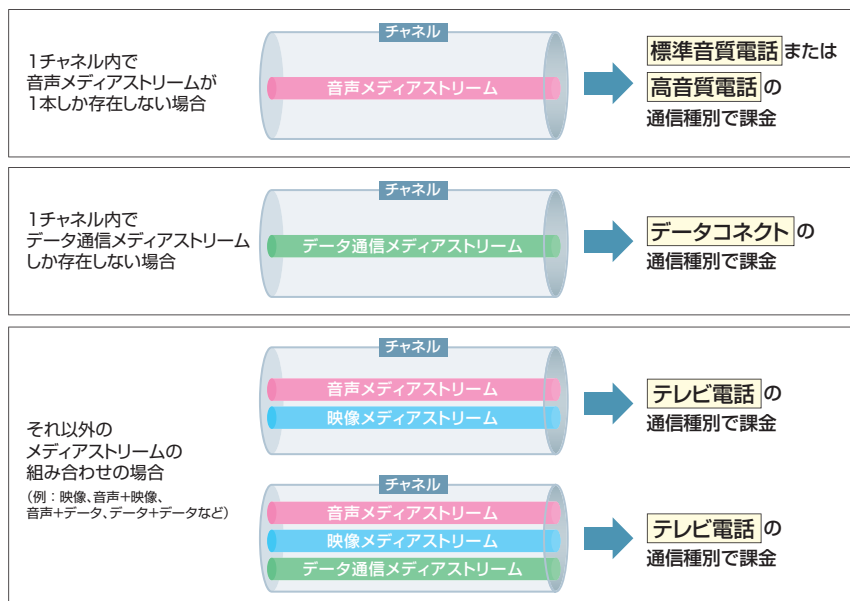 1チャネル内で
音声メディアストリームが
1本しか存在しない場合
チャネル
音声メディアストリーム
標準音質電話 または
高音質電話 の
通信種別で課金
1チャネル内で
データ通信メディアストリーム
しか存在しない場合
チャネル
データ通信メディアストリーム
データコネクト の
通信種別で課金
それ以外の
メディアストリームの
組み合わせの場合
(例:映像、音声+映像、
音声+データ、データ+データなど)
チャネル
音声メディアストリーム
映像メディアストリーム
テレビ電話 の
通信種別で課金
チャネル
音声メディアストリーム
映像メディアストリーム
データ通信メディアストリーム
テレビ電話 の
通信種別で課金